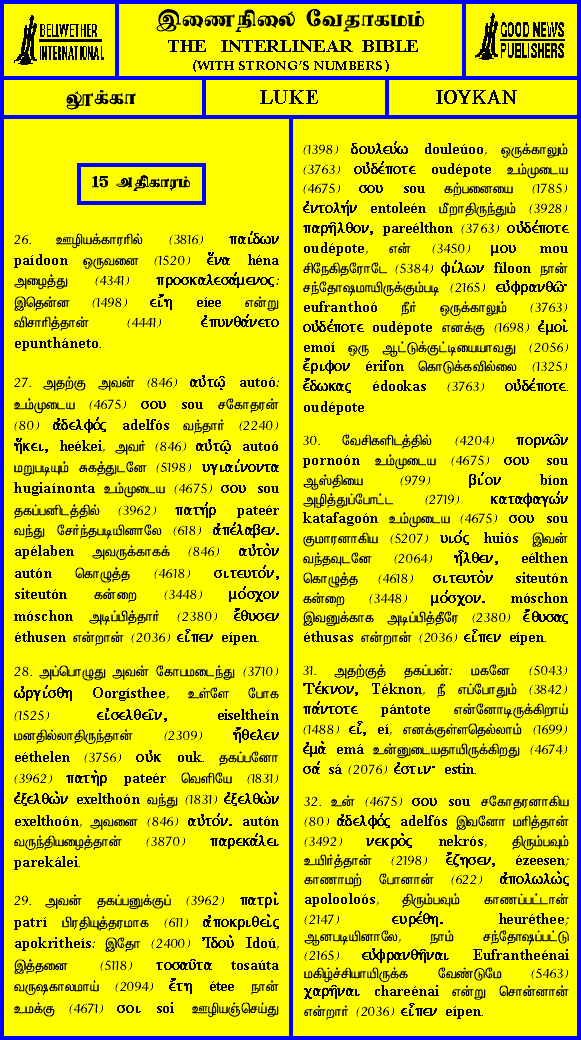 BELLWETHER
INTERNATIONAL
இணைநிலை வேதாகமம்
THE INTERLINEAR BIBLE
(WITH STRONG'S NUMBERS)
GOOD NEWS
PUBLISHERS
லூக்கா
LUKE
ΙΟΥΚΑΝ
15 அதிகாரம்
26. ஊழியக்காரரில் (3816) παίδων
paídoon ஒருவனை (1520) ἕνα héna
அழைத்து (4341) προσκαλεσάμενος:
இதென்ன (1498) εἴη eíee என்று
விசாரித்தான் (4441) ἐπυνθάνετο
epuntháneto.
27. அதற்கு அவன் (846) αὐτῷ autoó:
உம்முடைய (4675) σου sou சகோதரன்
(80) ἀδελφός adelfós வந்தார் (2240)
ἥκει, heékei, அவர் (846) αὐτῷ autoó
மறுபடியும் சுகத்துடனே (5198) υγιαίνοντα
hugiaínonta உம்முடைய (4675) σου sou
தகப்பனிடத்தில் (3962) πατήρ pateér
வந்து சேர்ந்தபடியினாலே (618) ἀπέλαβεν.
apélaben அவருக்காகக் (846) αὐτὸν
autón கொழுத்த (4618) σιτευτόν,
siteutón கன்றை (3448) μόσχον
móschon அடிப்பித்தார் (2380) ἔθυσεν
éthusen என்றான் (2036) εἶπεν eípen.
28. அப்பொழுது அவன் கோபமடைந்து (3710)
ὠργίσθη Oorgísthee, உள்ளே போக
(1525) εἰσελθεῖν, eiseltheín
மனதில்லாதிருந்தான் (2309) ἤθελεν
eéthelen (3756) οὐκ ouk. தகப்பனோ
(3962) πατὴρ pateér வெளியே (1831)
ἐξελθὼν exelthoón வந்து (1831) ἐξελθὼν
exelthoón, அவனை (846) αὐτόν. autón
வருந்தியழைத்தான் (3870) παρεκάλει
parekálei.
29. அவன் தகப்பனுக்குப் (3962) πατρὶ
patrí பிரதியுத்தரமாக (611) ἀποκριθεὶς
apokritheís: இதோ (2400) Ἰδοὺ Idoú,
இத்தனை (5118) τοσαῦτα tosaúta
வருஷகாலமாய் (2094) ἔτη étee நான்
உமக்கு (4671) σοι soi ஊழியஞ்செய்து
(1398) δουλεύω douleúoo, ஒருக்காலும்
(3763) οὐδέποτε oudépote உம்முடைய
(4675) σου sou கற்பனையை (1785)
ἐντολήν entoleén மீறாதிருந்தும் (3928)
παρῆλθον, pareélthon (3763) οὐδέποτε
oudépote, என் (3450) μου mou
சிநேகிதரோடே (5384) φίλων fíloon நான்
சந்தோஷமாயிருக்கும்படி (2165) εὐφρανθῶ·
eufranthoó நீர் ஒருக்காலும் (3763)
οὐδέποτε oudépote எனக்கு (1698) ἐμοὶ
emoí ஒரு ஆட்டுக்குட்டியையாவது (2056)
ἔριφον érifon கொடுக்கவில்லை (1325)
ἔδωκας édookas (3763) οὐδέποτε.
oudépote
30. வேசிகளிடத்தில் (4204) πορνῶν
pornoón உம்முடைய (4675) σου sou
ஆஸ்தியை (979) βίον bíon
அழித்துப்போட்ட (2719) καταφαγών
katafagoón உம்முடைய (4675) σου sou
குமாரனாகிய (5207) υιός huiós இவன்
வந்தவுடனே (2064) ἦλθεν, eélthen
கொழுத்த (4618) σιτευτὸν siteutón
கன்றை (3448) μόσχον. móschon
இவனுக்காக அடிப்பித்தீரே (2380) ἔθυσας
éthusas என்றான் (2036) εἶπεν eípen.
31. அதற்குத் தகப்பன்: மகனே (5043)
Τέκνον, Téknon, நீ எப்போதும் (3842)
πάντοτε pántote என்னோடிருக்கிறாய்
(1488) εἶ, eí, எனக்குள்ளதெல்லாம் (1699)
ἐμὰ emá உன்னுடையதாயிருக்கிறது (4674)
σά sá (2076) ἐστιν· estin.
32. உன் (4675) σου sou சகோதரனாகிய
(80) ἀδελφός adelfós இவனோ மரித்தான்
(3492) νεκρὸς nekrós, திரும்பவும்
உயிர்த்தான் (2198) ἔζησεν, ézeesen;
காணாமற் போனான் (622) ἀπολωλὼς
apolooloós, திரும்பவும் காணப்பட்டான்
(2147) ευρέθη. heuréthee;
ஆனபடியினாலே, நாம் சந்தோஷப்பட்டு
(2165) εὐφρανθῆναι Eufrantheénai
மகிழ்ச்சியாயிருக்க வேண்டுமே (5463)
χαρῆναι chareénai என்று சொன்னான்
என்றார் (2036) εἶπεν eípen.